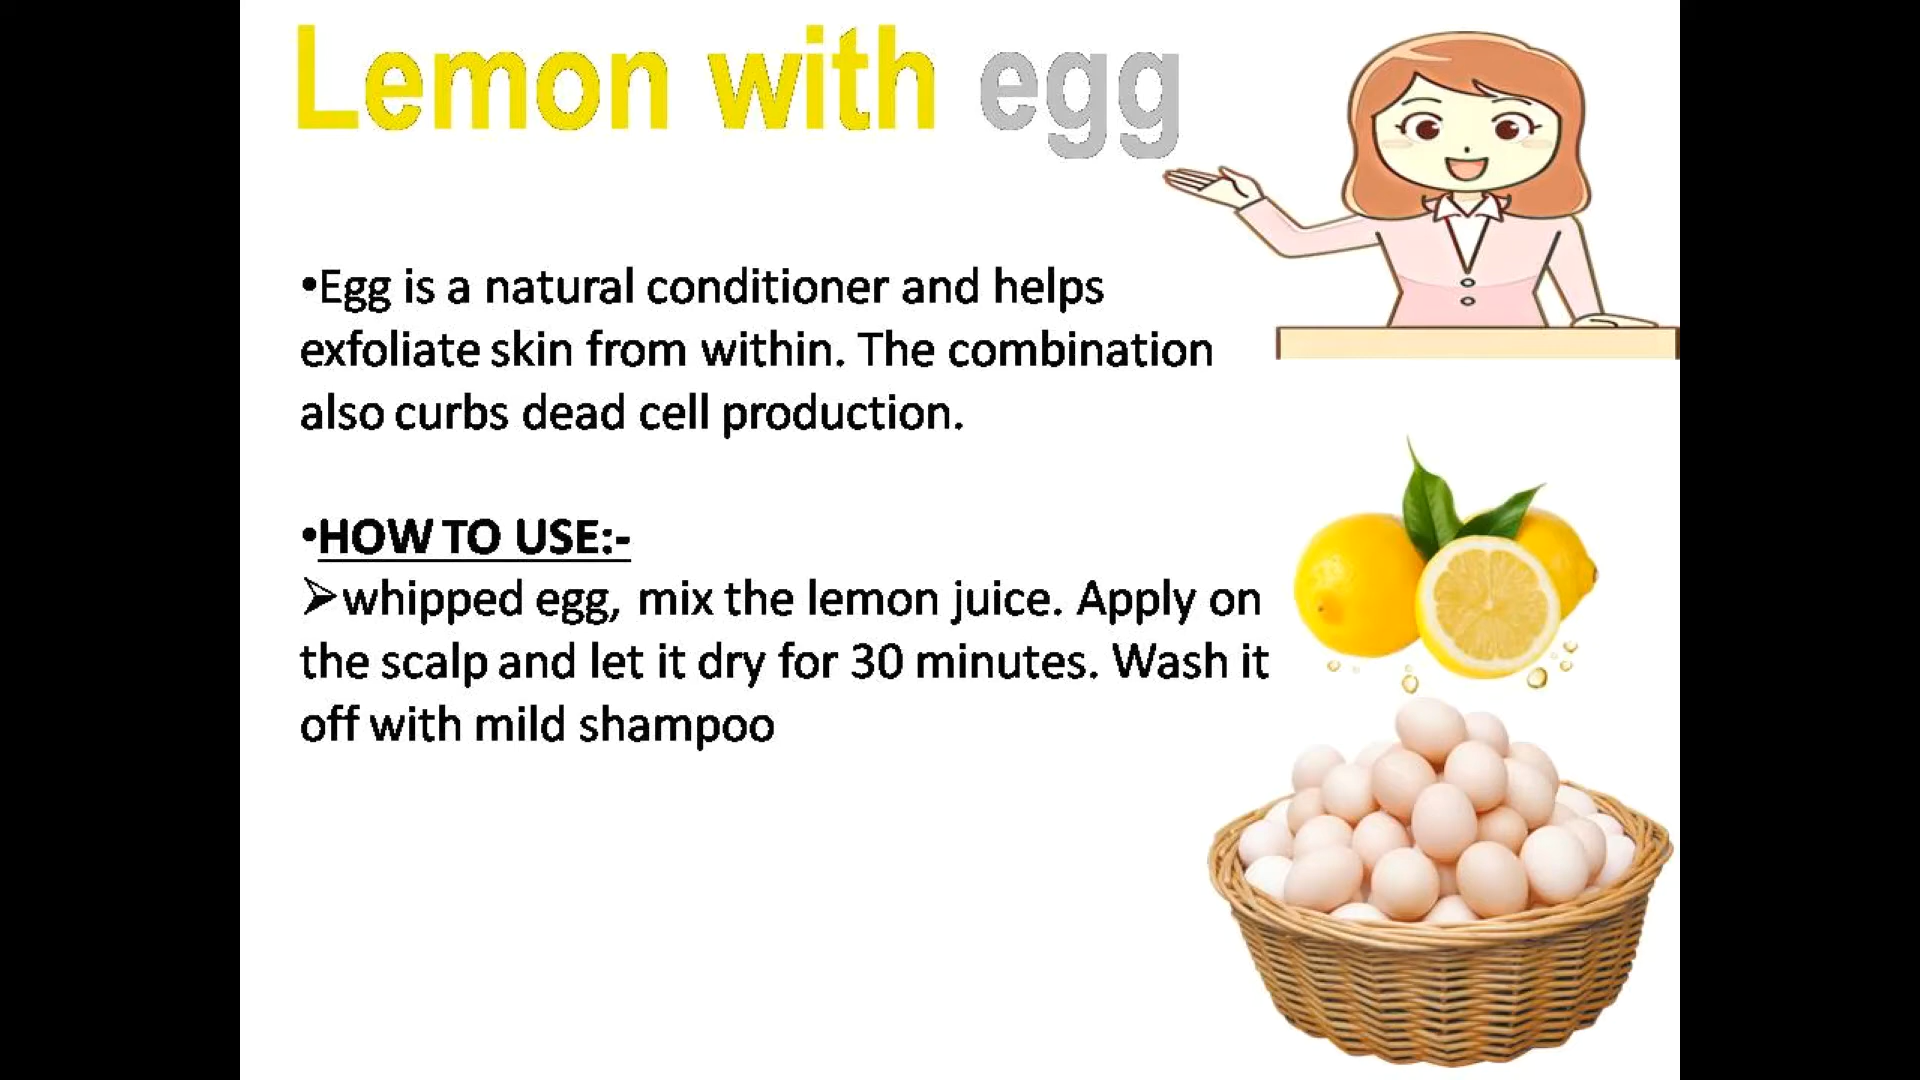 Lemon with egg
•Egg is a natural conditioner and helps
exfoliate skin from within. The combination
also curbs dead cell production.
•HOW TO USE:-
➢whipped egg, mix the lemon juice. Apply on
the scalp and let it dry for 30 minutes. Wash it
off with mild shampoo